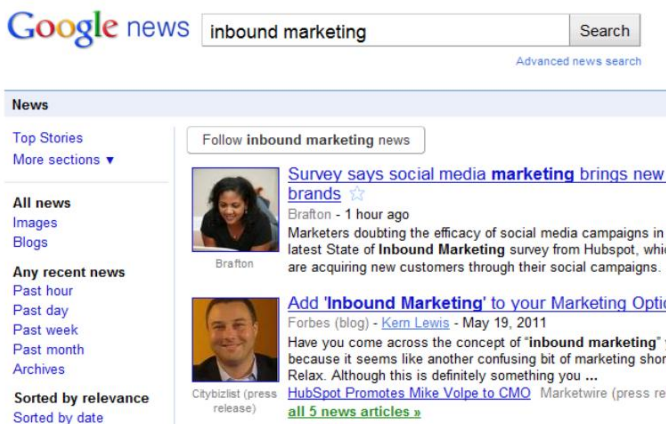 Google news
inbound marketing
Search
Advanced news search
News
Top Stories
More sections ▼
All news
Images
Blogs
Any recent news
Past hour
Past day
Past week
Past month
Archives
Sorted by relevance
Sorted by date
Follow inbound marketing news
Survey says social media marketing brings new
brands ☆
Brafton - 1 hour ago
Marketers doubting the efficacy of social media campaigns in
latest State of Inbound Marketing survey from Hubspot,
are acquiring new customers through their social campaigns.
Brafton
Add 'Inbound Marketing' to your Marketing
Forbes (blog) - Kern Lewis - May 19, 2011
Have you come across the concept of "inbound marketing"
because it seems like another confusing bit of marketing
Relax. Although this is definitely something you ...
HubSpot Promotes Mike Volpe to CMO Marketwire (press
all 5 news articles »
Citybizlist (press
release)